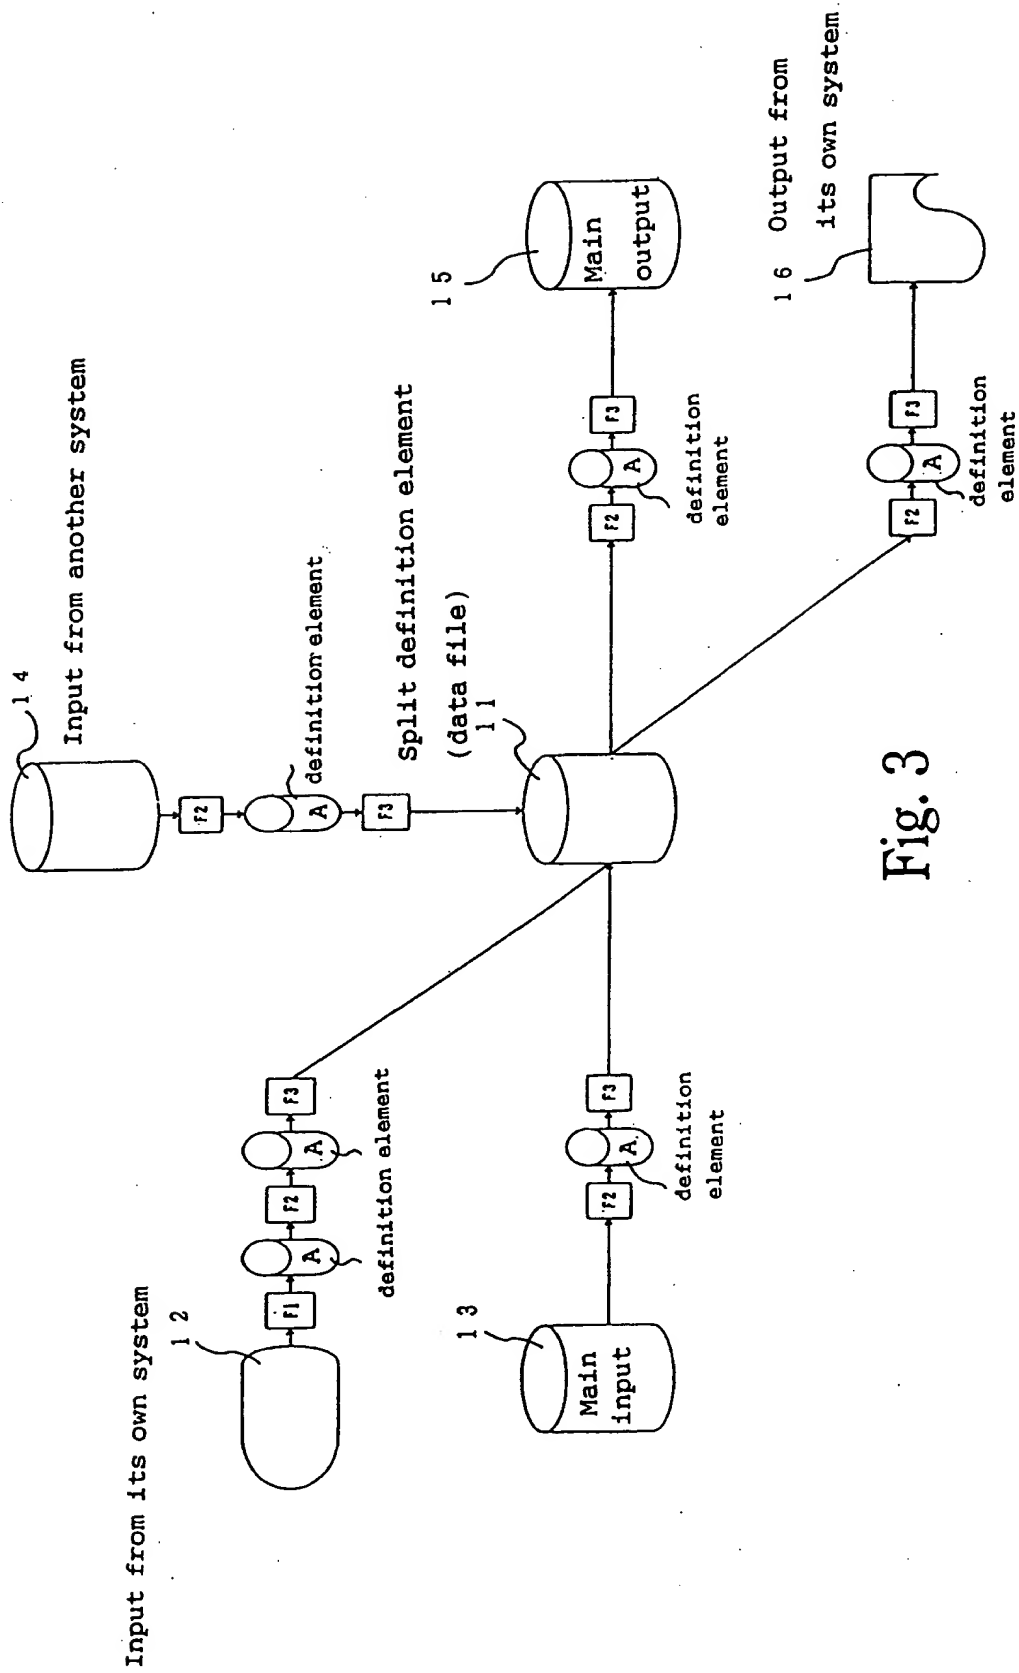 14
Input from another system
F2
A
definition element
F3
Input from its own system
12
F1
A
F2
A
F3
definition element
Split definition element
(data file)
11
13
Main
input
F2
A
F3
definition
element
15
Main
output
F2
A
F3
definition
element
16
Output from
its own system
F2
A
F3
definition
element
Fig. 3